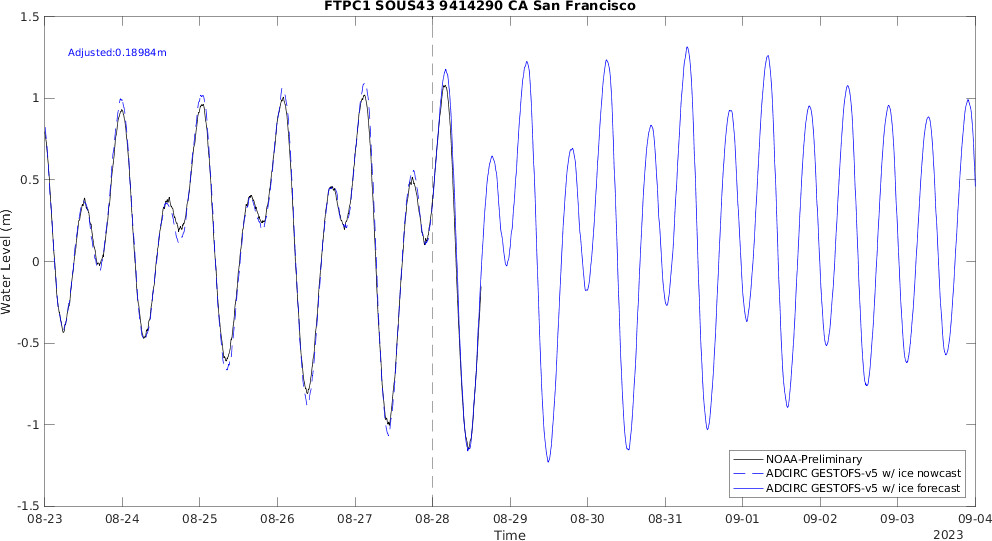 FTPC1 SOUS43 9414290 CA San Francisco
Adjusted:0.18984m
Water Level (m)
1.5
1
0.5
0
-0.5
-1
-1.5
NOAA-Preliminary
ADCIRC GESTOFS-v5 w/ ice nowcast
ADCIRC GESTOFS-v5 w/ ice forecast
08-23 08-24 08-25 08-26 08-27 08-28 08-29 08-30 08-31 09-01 09-02 09-03 09-04
Time
2023